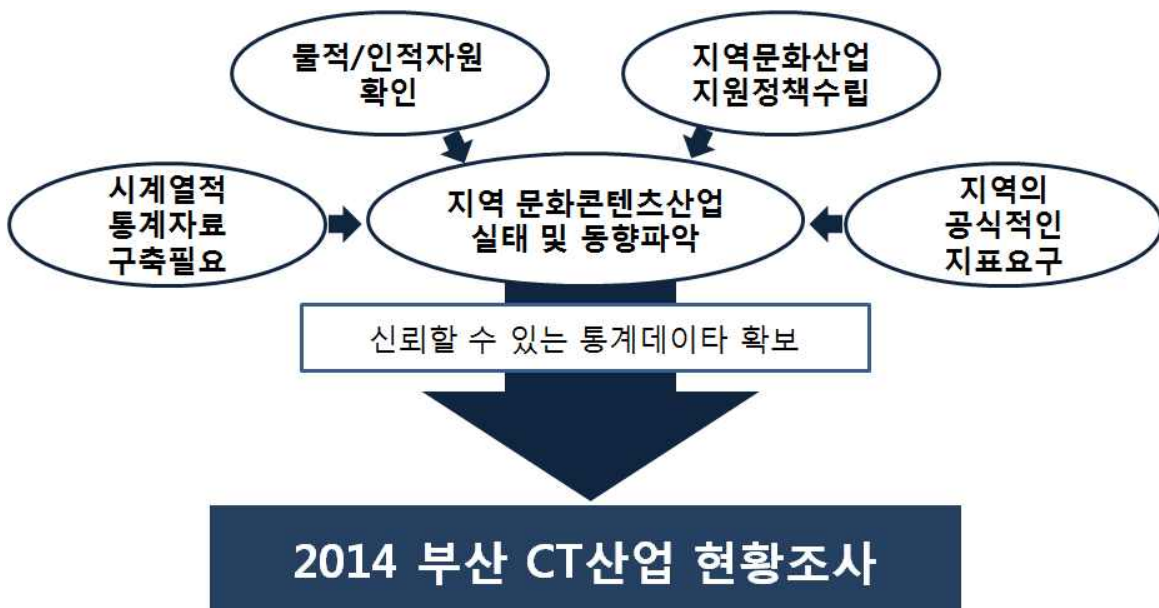 물적/인적자원
확인
지역문화산업
지원정책수립
시계열적
통계자료
구축필요
지역 문화콘텐츠산업
실태 및 동향파악
지역의
공식적인
지표요구
신뢰할 수 있는 통계데이타 확보
2014 부산 CT산업 현황조사